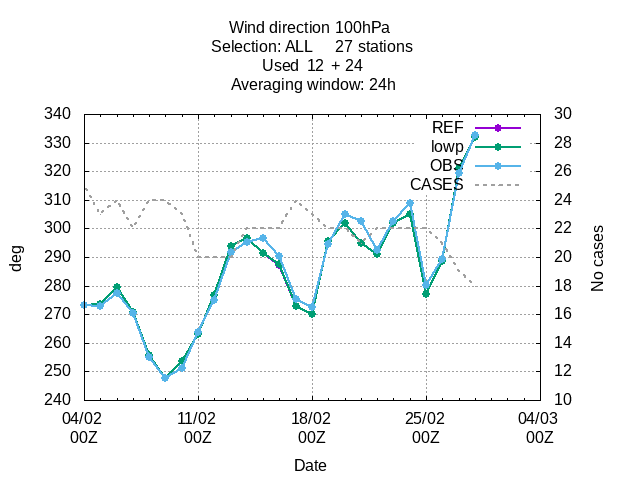 Wind direction 100hPa
Selection: ALL 27 stations
Used 12 + 24
Averaging window: 24h
340 30
330 28
320 26
310 24
300 22
290 20
280 18
270 16
260 14
250 12
240 10
REF
lowp
OBS
CASES
deg
No cases
04/02 11/02 18/02 25/02 04/03
00Z 00Z 00Z 00Z 00Z
Date